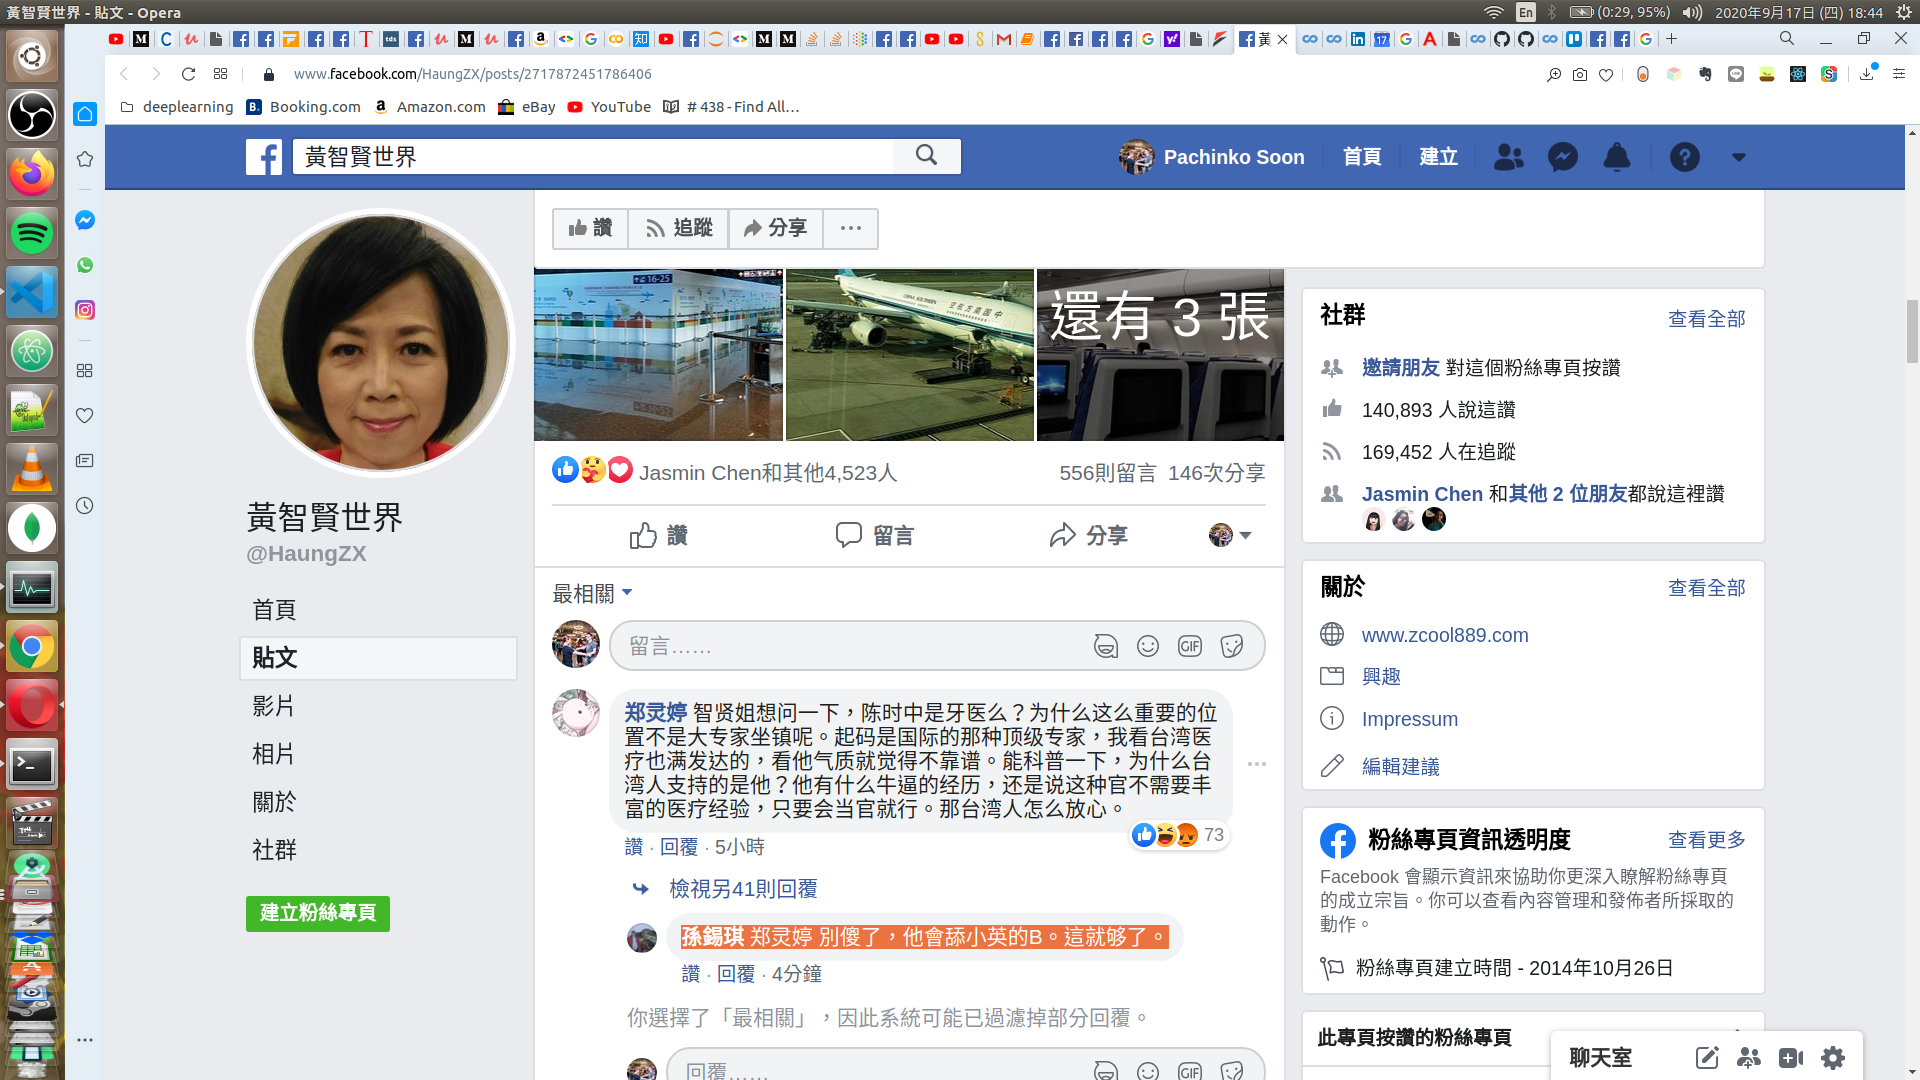 黃智賢世界 - 貼文 - Opera
En
(0:29, 95%)
2020年9月17日 (四) 18:44
www.facebook.com/HaungZX/posts/2717872451786406
deeplearning
Booking.com
Amazon.com
eBay
YouTube
# 438 - Find All...
黃智賢世界
Pachinko Soon
首頁
建立
讚
追蹤
分享
16-25
CHINA SOUTHERN
中国南方航空
還有 3 張
黃智賢世界
@HaungZX
首頁
貼文
影片
相片
關於
社群
建立粉絲專頁
Jasmin Chen和其他4,523人
556則留言 146次分享
讚
留言
分享
最相關
留言……
GIF
郑灵婷 智贤姐想问一下，陈时中是牙医么？为什么这么重要的位
置不是大专家坐镇呢。起码是国际的那种顶级专家，我看台湾医
疗也满发达的，看他气质就觉得不靠谱。能科普一下，为什么台
湾人支持的是他？他有什么牛逼的经历，还是说这种官不需要丰
富的医疗经验，只要会当官就行。那台湾人怎么放心。
73
讚 · 回覆 · 5小時
檢視另41則回覆
孫錫琪 郑灵婷 別傻了，他會舔小英的B。這就够了。
讚 · 回覆 · 4分鐘
你選擇了「最相關」，因此系統可能已過濾掉部分回覆。
回覆……
GIF
社群
查看全部
邀請朋友 對這個粉絲專頁按讚
140,893 人說這讚
169,452 人在追蹤
Jasmin Chen 和其他 2 位朋友都說這裡讚
關於
查看全部
www.zcool889.com
興趣
Impressum
編輯建議
粉絲專頁資訊透明度
查看更多
Facebook 會顯示資訊來協助你更深入瞭解粉絲專頁
的成立宗旨。你可以查看內容管理和發佈者所採取的
動作。
粉絲專頁建立時間 - 2014年10月26日
此專頁按讚的粉絲專頁
聊天室